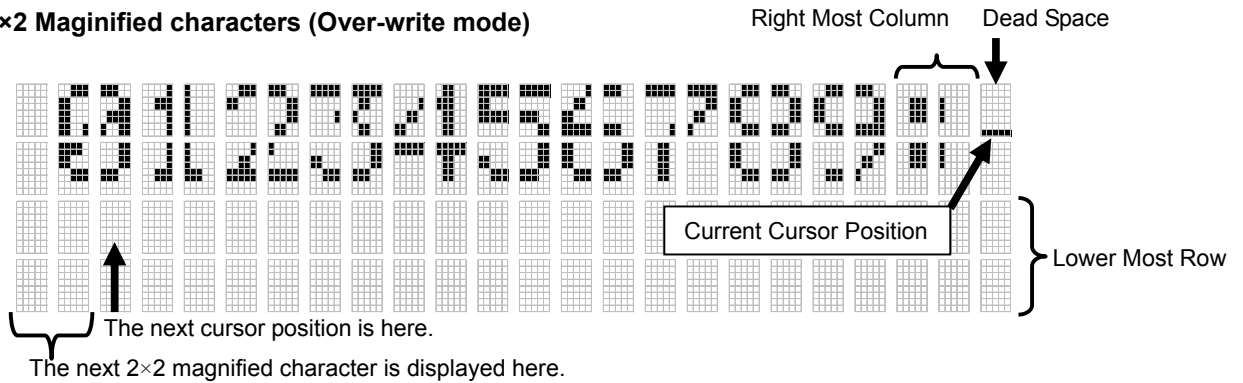 ×2 Maginified characters (Over-write mode)
Right Most Column
Dead Space
@123456789:
Current Cursor Position
Lower Most Row
The next cursor position is here.
The next 2×2 magnified character is displayed here.